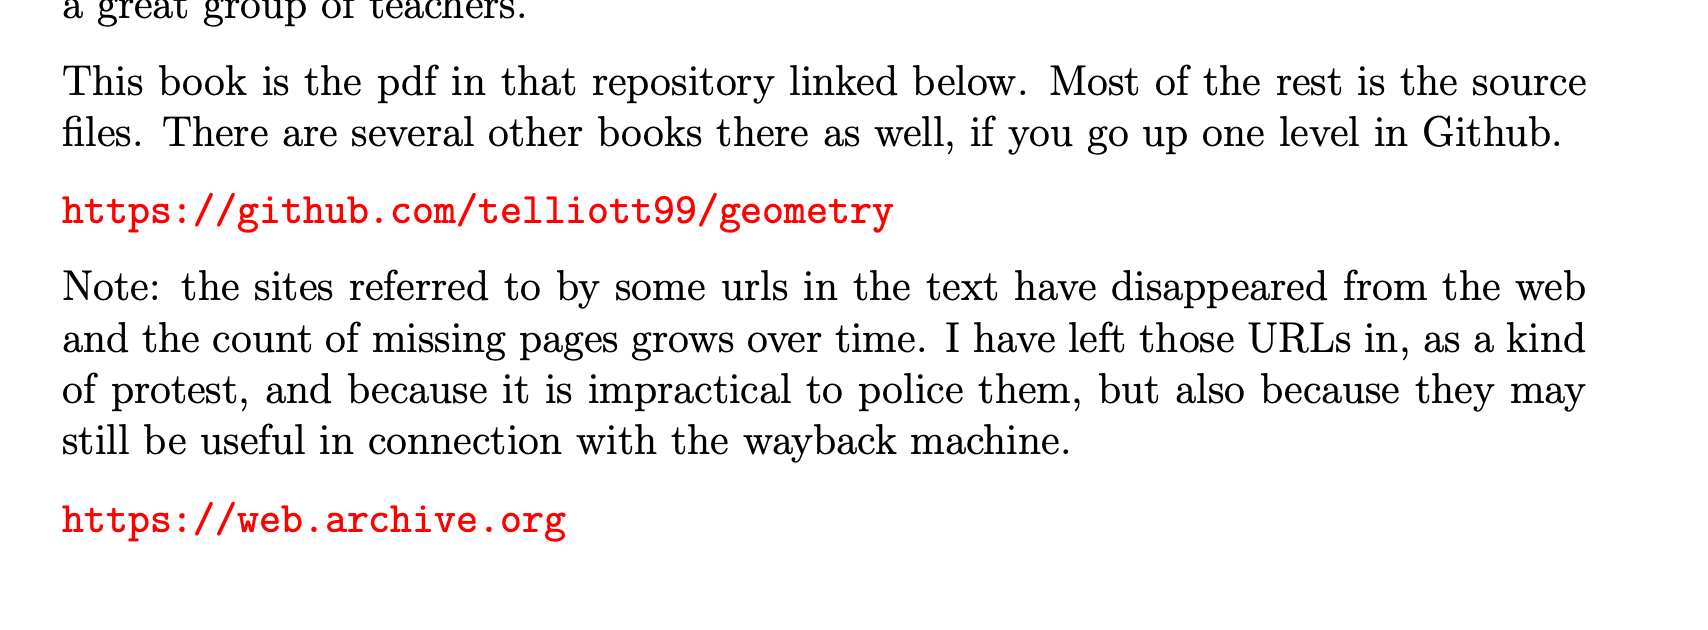 a great group of teachers.
This book is the pdf in that repository linked below. Most of the rest is the source
files. There are several other books there as well, if you go up one level in Github.
https://github.com/telliott99/geometry
Note: the sites referred to by some urls in the text have disappeared from the web
and the count of missing pages grows over time. I have left those URLs in, as a kind
of protest, and because it is impractical to police them, but also because they may
still be useful in connection with the wayback machine.
https://web.archive.org